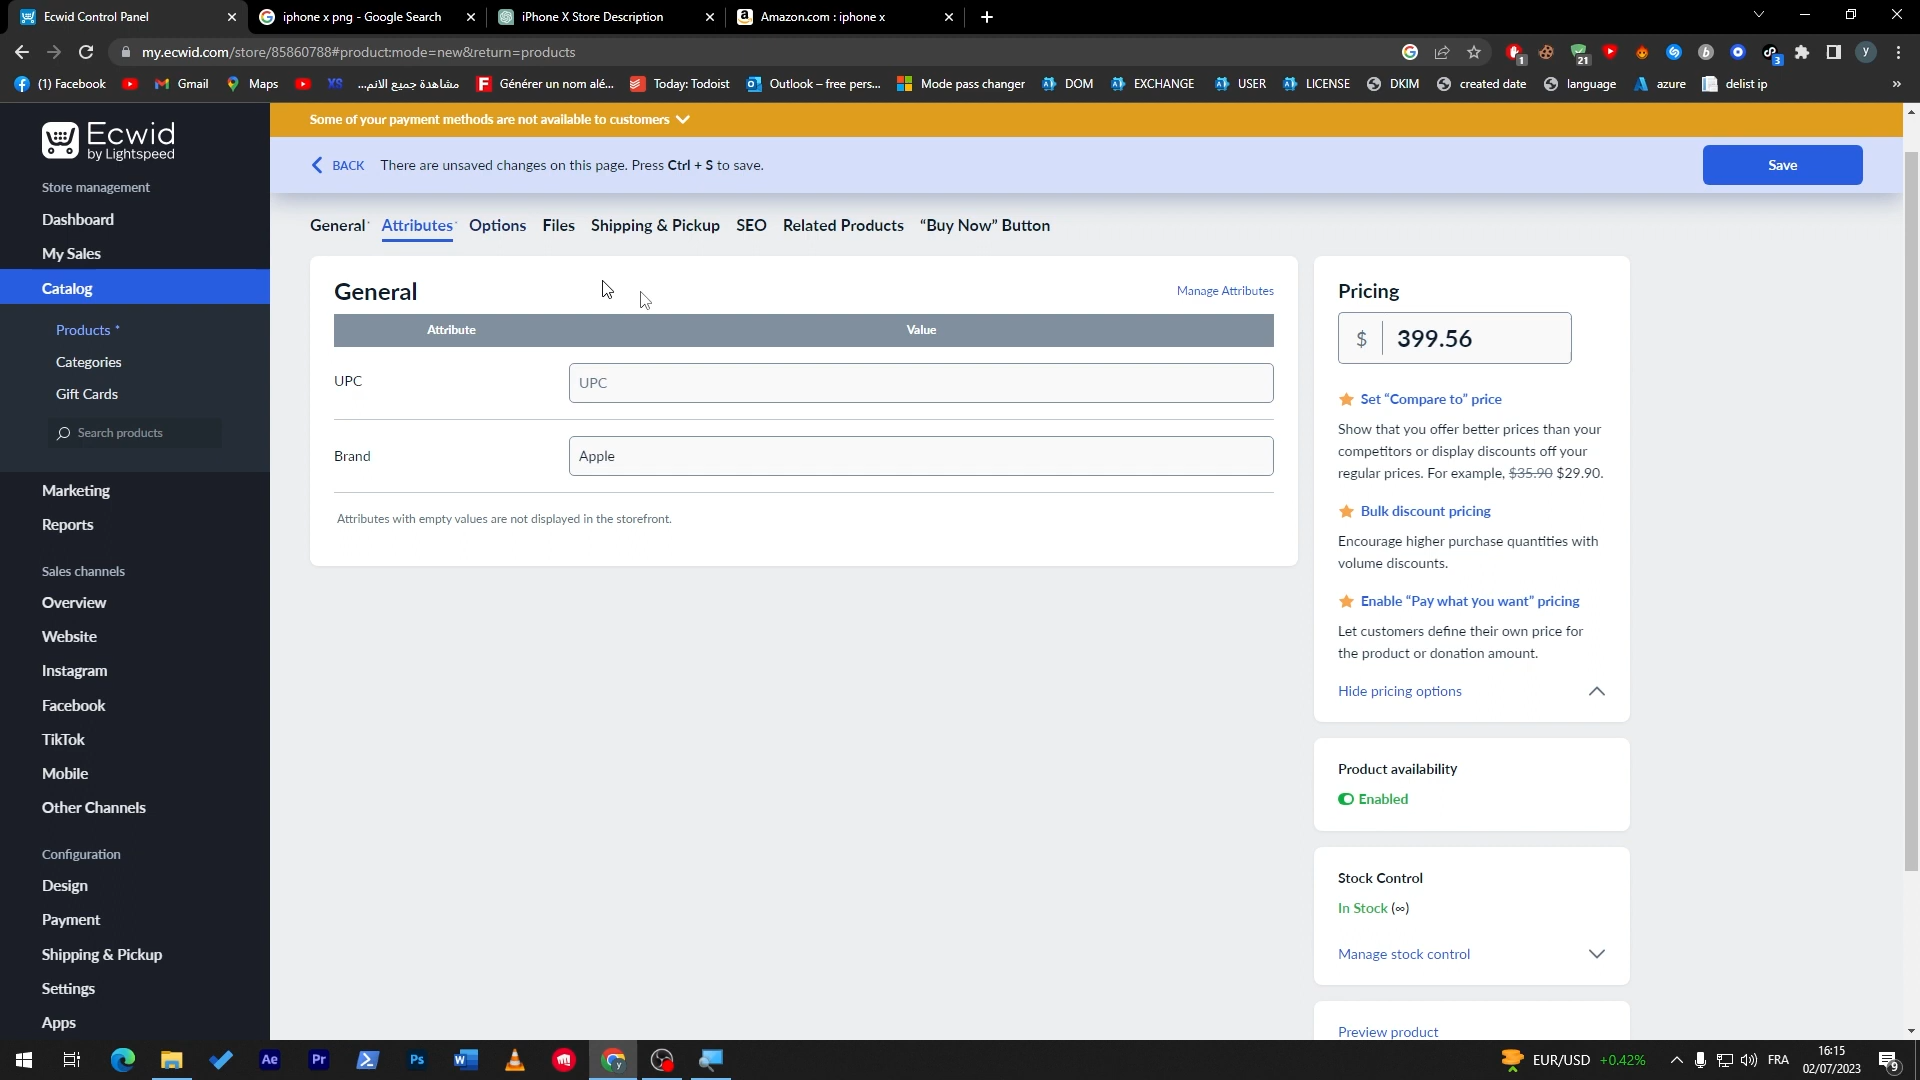 Ecwid Control Panel
iphone x png - Google Search
iPhone X Store Description
Amazon.com : iphone x
my.ecwid.com/store/85860788#product:mode=new&return=products
1
21
3
y
(1) Facebook
Gmail
Maps
XS
مشاهدة جميع الانم...
Générer un nom alé...
Today: Todoist
Outlook – free pers...
Mode pass changer
DOM
EXCHANGE
USER
LICENSE
DKIM
created date
language
azure
delist ip
»
Ecwid
by Lightspeed
Store management
Dashboard
My Sales
Catalog
Products *
Categories
Gift Cards
Search products
Marketing
Reports
Sales channels
Overview
Website
Instagram
Facebook
TikTok
Mobile
Other Channels
Configuration
Design
Payment
Shipping & Pickup
Settings
Apps
Some of your payment methods are not available to customers
BACK There are unsaved changes on this page. Press Ctrl + S to save.
Save
General* Attributes* Options Files Shipping & Pickup SEO Related Products “Buy Now” Button
General
Manage Attributes
Attribute Value
UPC UPC
Brand Apple
Attributes with empty values are not displayed in the storefront.
Pricing
$ 399.56
Set “Compare to” price
Show that you offer better prices than your
competitors or display discounts off your
regular prices. For example, $35.90 $29.90.
Bulk discount pricing
Encourage higher purchase quantities with
volume discounts.
Enable “Pay what you want” pricing
Let customers define their own price for
the product or donation amount.
Hide pricing options
Product availability
Enabled
Stock Control
In Stock (∞)
Manage stock control
Preview product
Ae
Pr
Ps
W
EUR/USD +0.42%
FRA
16:15
02/07/2023
9